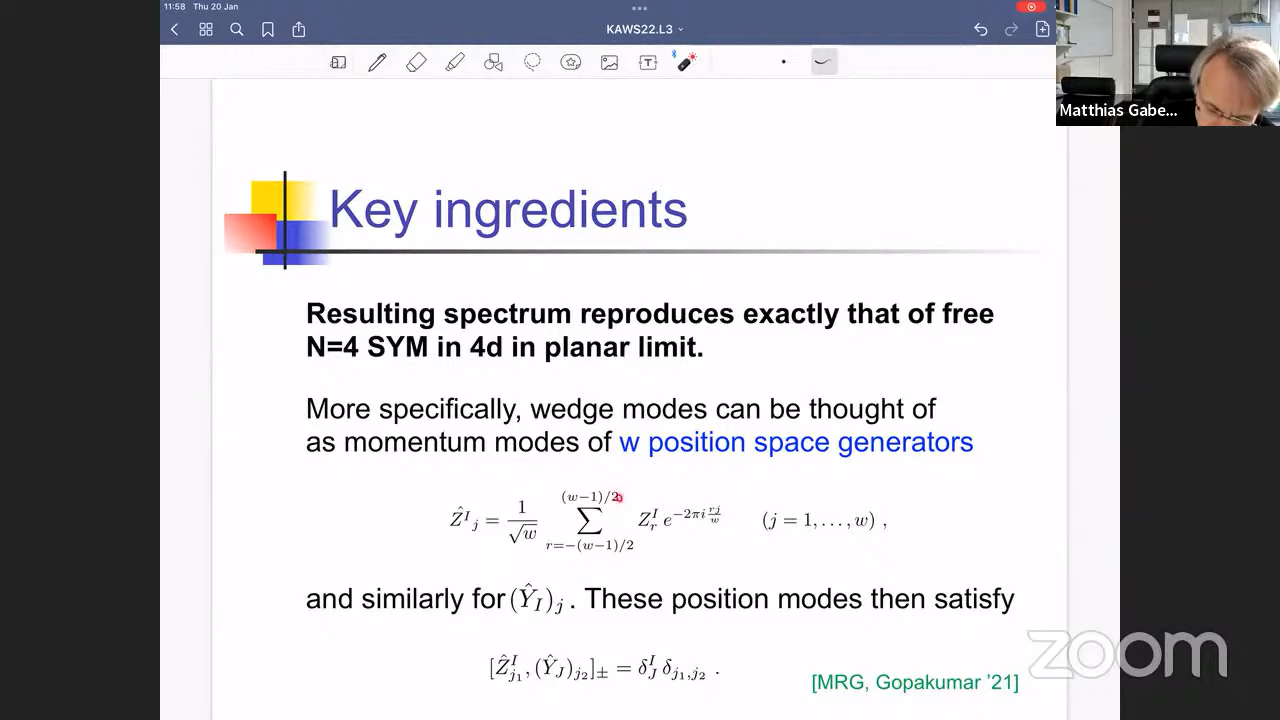 11:58 Thu 20 Jan
KAWS22.L3
Matthias Gabe...
Key ingredients
Resulting spectrum reproduces exactly that of free
N=4 SYM in 4d in planar limit.
More specifically, wedge modes can be thought of
as momentum modes of w position space generators
$\hat{Z}^I{}_j = \frac{1}{\sqrt{w}} \sum_{r=-(w-1)/2}^{(w-1)/2} Z^I_r \, e^{-2\pi i \frac{rj}{w}} \quad (j = 1, \ldots, w) \ ,$
and similarly for $(\hat{Y}_I)_j$ . These position modes then satisfy
$[\hat{Z}^I_{j_1}, (\hat{Y}_J)_{j_2}]_\pm = \delta^I_J \, \delta_{j_1,j_2} \ .$
[MRG, Gopakumar '21]
zoom